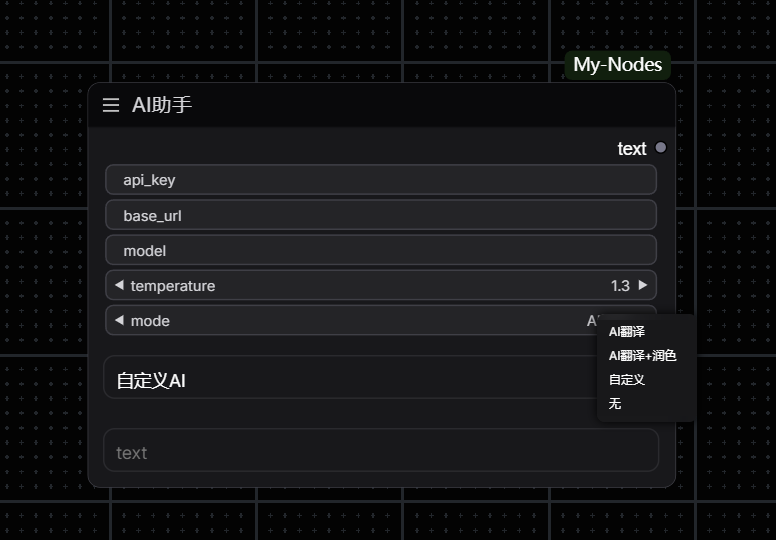 My-Nodes
AI助手
text
api_key
base_url
model
temperature 1.3
mode
AI翻译
AI翻译+润色
自定义
无
自定义AI
text